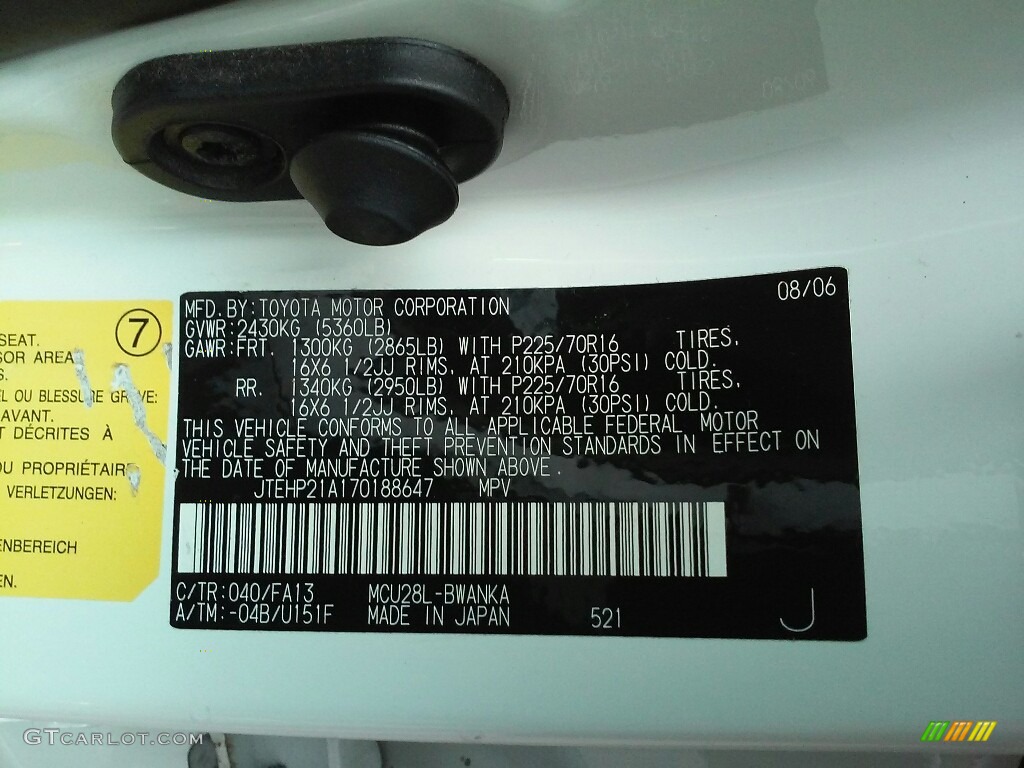 08/06
MFD. BY: TOYOTA MOTOR CORPORATION
GVWR: 2430KG (5360LB)
GAWR: FRT. 1300KG (2865LB) WITH P225/70R16 TIRES,
16X6 1/2JJ RIMS, AT 210KPA (30PSI) COLD.
RR. 1340KG (2950LB) WITH P225/70R16 TIRES,
16X6 1/2JJ RIMS, AT 210KPA (30PSI) COLD.
THIS VEHICLE CONFORMS TO ALL APPLICABLE FEDERAL MOTOR
VEHICLE SAFETY AND THEFT PREVENTION STANDARDS IN EFFECT ON
THE DATE OF MANUFACTURE SHOWN ABOVE.
JTEHP21A170188647 MPV
C/TR: 040/FA13 MCU28L-BWANKA
A/TM: -04B/U151F MADE IN JAPAN 521 J
7
SEAT.
SOR AREA
S.
EL OU BLESSURE GRAVE:
AVANT.
T DÉCRITES À
OU PROPRIÉTAIR
VERLETZUNGEN:
ENBEREICH
EN.
GTCARLOT.COM